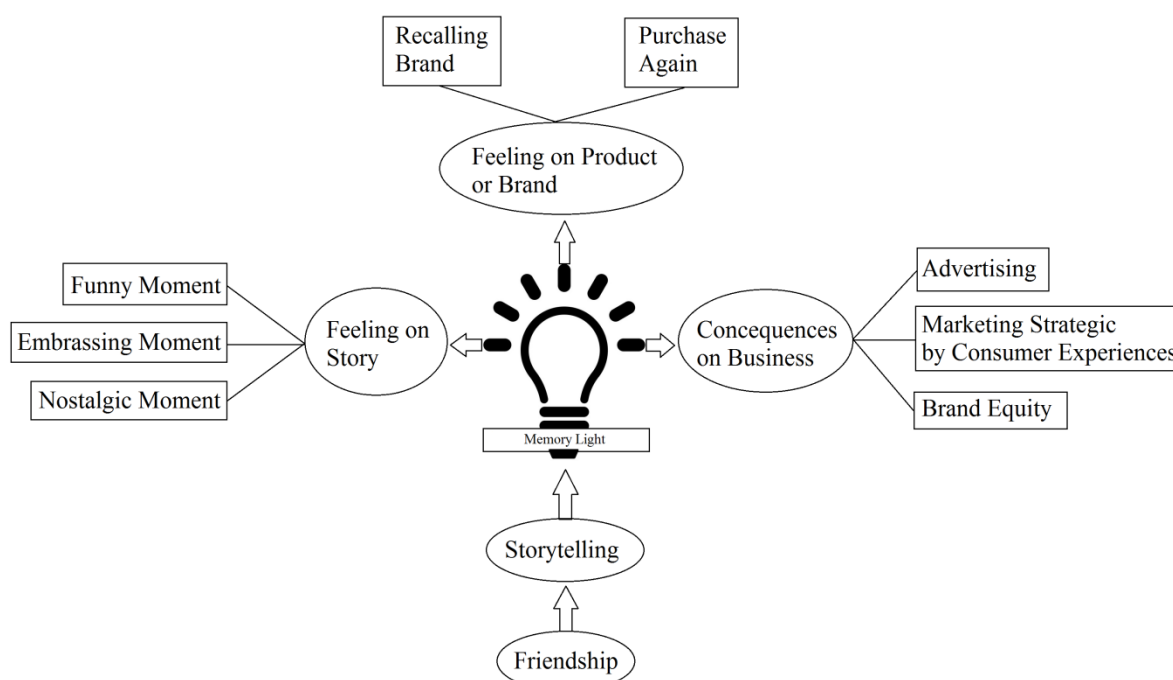 Recalling
Brand
Purchase
Again
Feeling on Product
or Brand
Funny Moment
Embrassing Moment
Nostalgic Moment
Feeling on
Story
Memory Light
Concequences
on Business
Advertising
Marketing Strategic
by Consumer Experiences
Brand Equity
Storytelling
Friendship